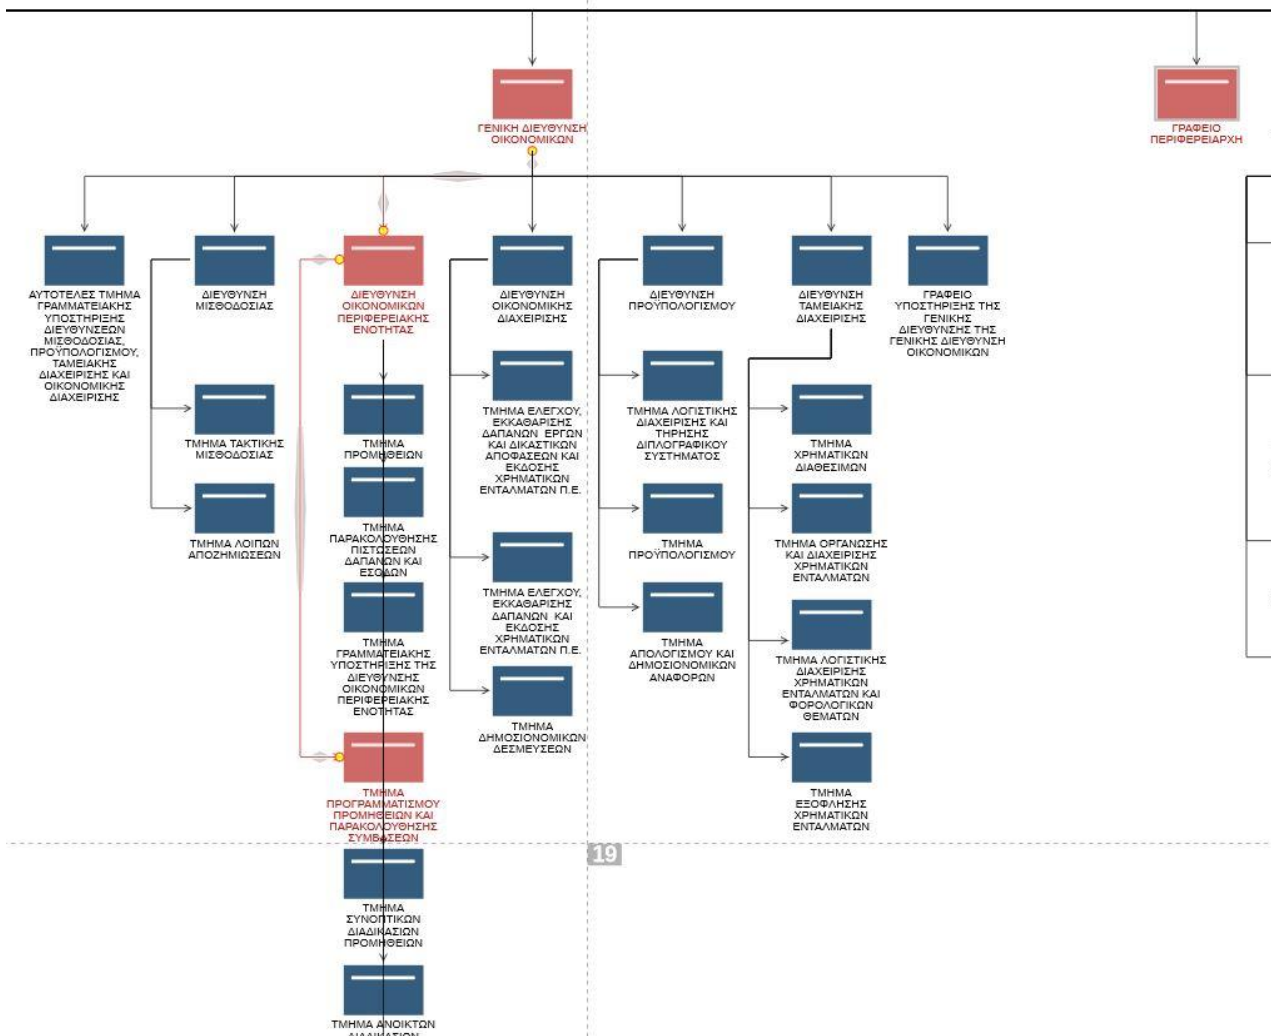 ΓΕΝΙΚΗ ΔΙΕΥΘΥΝΣΗ
ΟΙΚΟΝΟΜΙΚΩΝ
ΓΡΑΦΕΙΟ
ΠΕΡΙΦΕΡΕΙΑΡΧΗ
ΑΥΤΟΤΕΛΕΣ ΤΜΗΜΑ
ΓΡΑΜΜΑΤΕΙΑΚΗΣ
ΥΠΟΣΤΗΡΙΞΗΣ
ΔΙΕΥΘΥΝΣΕΩΝ
ΜΙΣΘΟΔΟΣΙΑΣ,
ΠΡΟΫΠΟΛΟΓΙΣΜΟΥ,
ΤΑΜΕΙΑΚΗΣ
ΔΙΑΧΕΙΡΙΣΗΣ ΚΑΙ
ΟΙΚΟΝΟΜΙΚΗΣ
ΔΙΑΧΕΙΡΙΣΗΣ
ΔΙΕΥΘΥΝΣΗ
ΜΙΣΘΟΔΟΣΙΑΣ
ΤΜΗΜΑ ΤΑΚΤΙΚΗΣ
ΜΙΣΘΟΔΟΣΙΑΣ
ΤΜΗΜΑ ΛΟΙΠΩΝ
ΑΠΟΖΗΜΙΩΣΕΩΝ
ΔΙΕΥΘΥΝΣΗ
ΟΙΚΟΝΟΜΙΚΩΝ
ΠΕΡΙΦΕΡΕΙΑΚΗΣ
ΕΝΟΤΗΤΑΣ
ΤΜΗΜΑ
ΠΡΟΜΗΘΕΙΩΝ
ΤΜΗΜΑ
ΠΑΡΑΚΟΛΟΥΘΗΣΗΣ
ΠΙΣΤΩΣΕΩΝ
ΔΑΠΑΝΩΝ ΚΑΙ
ΕΣΟΔΩΝ
ΤΜΗΜΑ
ΓΡΑΜΜΑΤΕΙΑΚΗΣ
ΥΠΟΣΤΗΡΙΞΗΣ ΤΗΣ
ΔΙΕΥΘΥΝΣΗΣ
ΟΙΚΟΝΟΜΙΚΩΝ
ΠΕΡΙΦΕΡΕΙΑΚΗΣ
ΕΝΟΤΗΤΑΣ
ΤΜΗΜΑ
ΠΡΟΓΡΑΜΜΑΤΙΣΜΟΥ
ΠΡΟΜΗΘΕΙΩΝ ΚΑΙ
ΠΑΡΑΚΟΛΟΥΘΗΣΗΣ
ΣΥΜΒΑΣΕΩΝ
ΤΜΗΜΑ
ΣΥΝΟΠΤΙΚΩΝ
ΔΙΑΔΙΚΑΣΙΩΝ
ΠΡΟΜΗΘΕΙΩΝ
ΤΜΗΜΑ ΑΝΟΙΚΤΩΝ
ΔΙΑΔΙΚΑΣΙΩΝ
ΔΙΕΥΘΥΝΣΗ
ΟΙΚΟΝΟΜΙΚΗΣ
ΔΙΑΧΕΙΡΙΣΗΣ
ΤΜΗΜΑ ΕΛΕΓΧΟΥ,
ΕΚΚΑΘΑΡΙΣΗΣ
ΔΑΠΑΝΩΝ ΕΡΓΩΝ
ΚΑΙ ΔΙΚΑΣΤΙΚΩΝ
ΑΠΟΦΑΣΕΩΝ ΚΑΙ
ΕΚΔΟΣΗΣ
ΧΡΗΜΑΤΙΚΩΝ
ΕΝΤΑΛΜΑΤΩΝ Π.Ε.
ΤΜΗΜΑ ΕΛΕΓΧΟΥ,
ΕΚΚΑΘΑΡΙΣΗΣ
ΔΑΠΑΝΩΝ ΚΑΙ
ΕΚΔΟΣΗΣ
ΧΡΗΜΑΤΙΚΩΝ
ΕΝΤΑΛΜΑΤΩΝ Π.Ε.
ΤΜΗΜΑ
ΔΗΜΟΣΙΟΝΟΜΙΚΩΝ
ΔΕΣΜΕΥΣΕΩΝ
ΔΙΕΥΘΥΝΣΗ
ΠΡΟΫΠΟΛΟΓΙΣΜΟΥ
ΤΜΗΜΑ ΛΟΓΙΣΤΙΚΗΣ
ΔΙΑΧΕΙΡΙΣΗΣ ΚΑΙ
ΤΗΡΗΣΗΣ
ΔΙΠΛΟΓΡΑΦΙΚΟΥ
ΣΥΣΤΗΜΑΤΟΣ
ΤΜΗΜΑ
ΠΡΟΫΠΟΛΟΓΙΣΜΟΥ
ΤΜΗΜΑ
ΑΠΟΛΟΓΙΣΜΟΥ ΚΑΙ
ΔΗΜΟΣΙΟΝΟΜΙΚΩΝ
ΑΝΑΦΟΡΩΝ
ΔΙΕΥΘΥΝΣΗ
ΤΑΜΕΙΑΚΗΣ
ΔΙΑΧΕΙΡΙΣΗΣ
ΤΜΗΜΑ
ΧΡΗΜΑΤΙΚΩΝ
ΔΙΑΘΕΣΙΜΩΝ
ΤΜΗΜΑ ΟΡΓΑΝΩΣΗΣ
ΚΑΙ ΔΙΑΧΕΙΡΙΣΗΣ
ΧΡΗΜΑΤΙΚΩΝ
ΕΝΤΑΛΜΑΤΩΝ
ΤΜΗΜΑ ΛΟΓΙΣΤΙΚΗΣ
ΔΙΑΧΕΙΡΙΣΗΣ
ΧΡΗΜΑΤΙΚΩΝ
ΕΝΤΑΛΜΑΤΩΝ ΚΑΙ
ΦΟΡΟΛΟΓΙΚΩΝ
ΘΕΜΑΤΩΝ
ΤΜΗΜΑ
ΕΞΟΦΛΗΣΗΣ
ΧΡΗΜΑΤΙΚΩΝ
ΕΝΤΑΛΜΑΤΩΝ
ΓΡΑΦΕΙΟ
ΥΠΟΣΤΗΡΙΞΗΣ ΤΗΣ
ΓΕΝΙΚΗΣ
ΔΙΕΥΘΥΝΣΗΣ ΤΗΣ
ΓΕΝΙΚΗΣ ΔΙΕΥΘΥΝΣΗ
ΟΙΚΟΝΟΜΙΚΩΝ
19